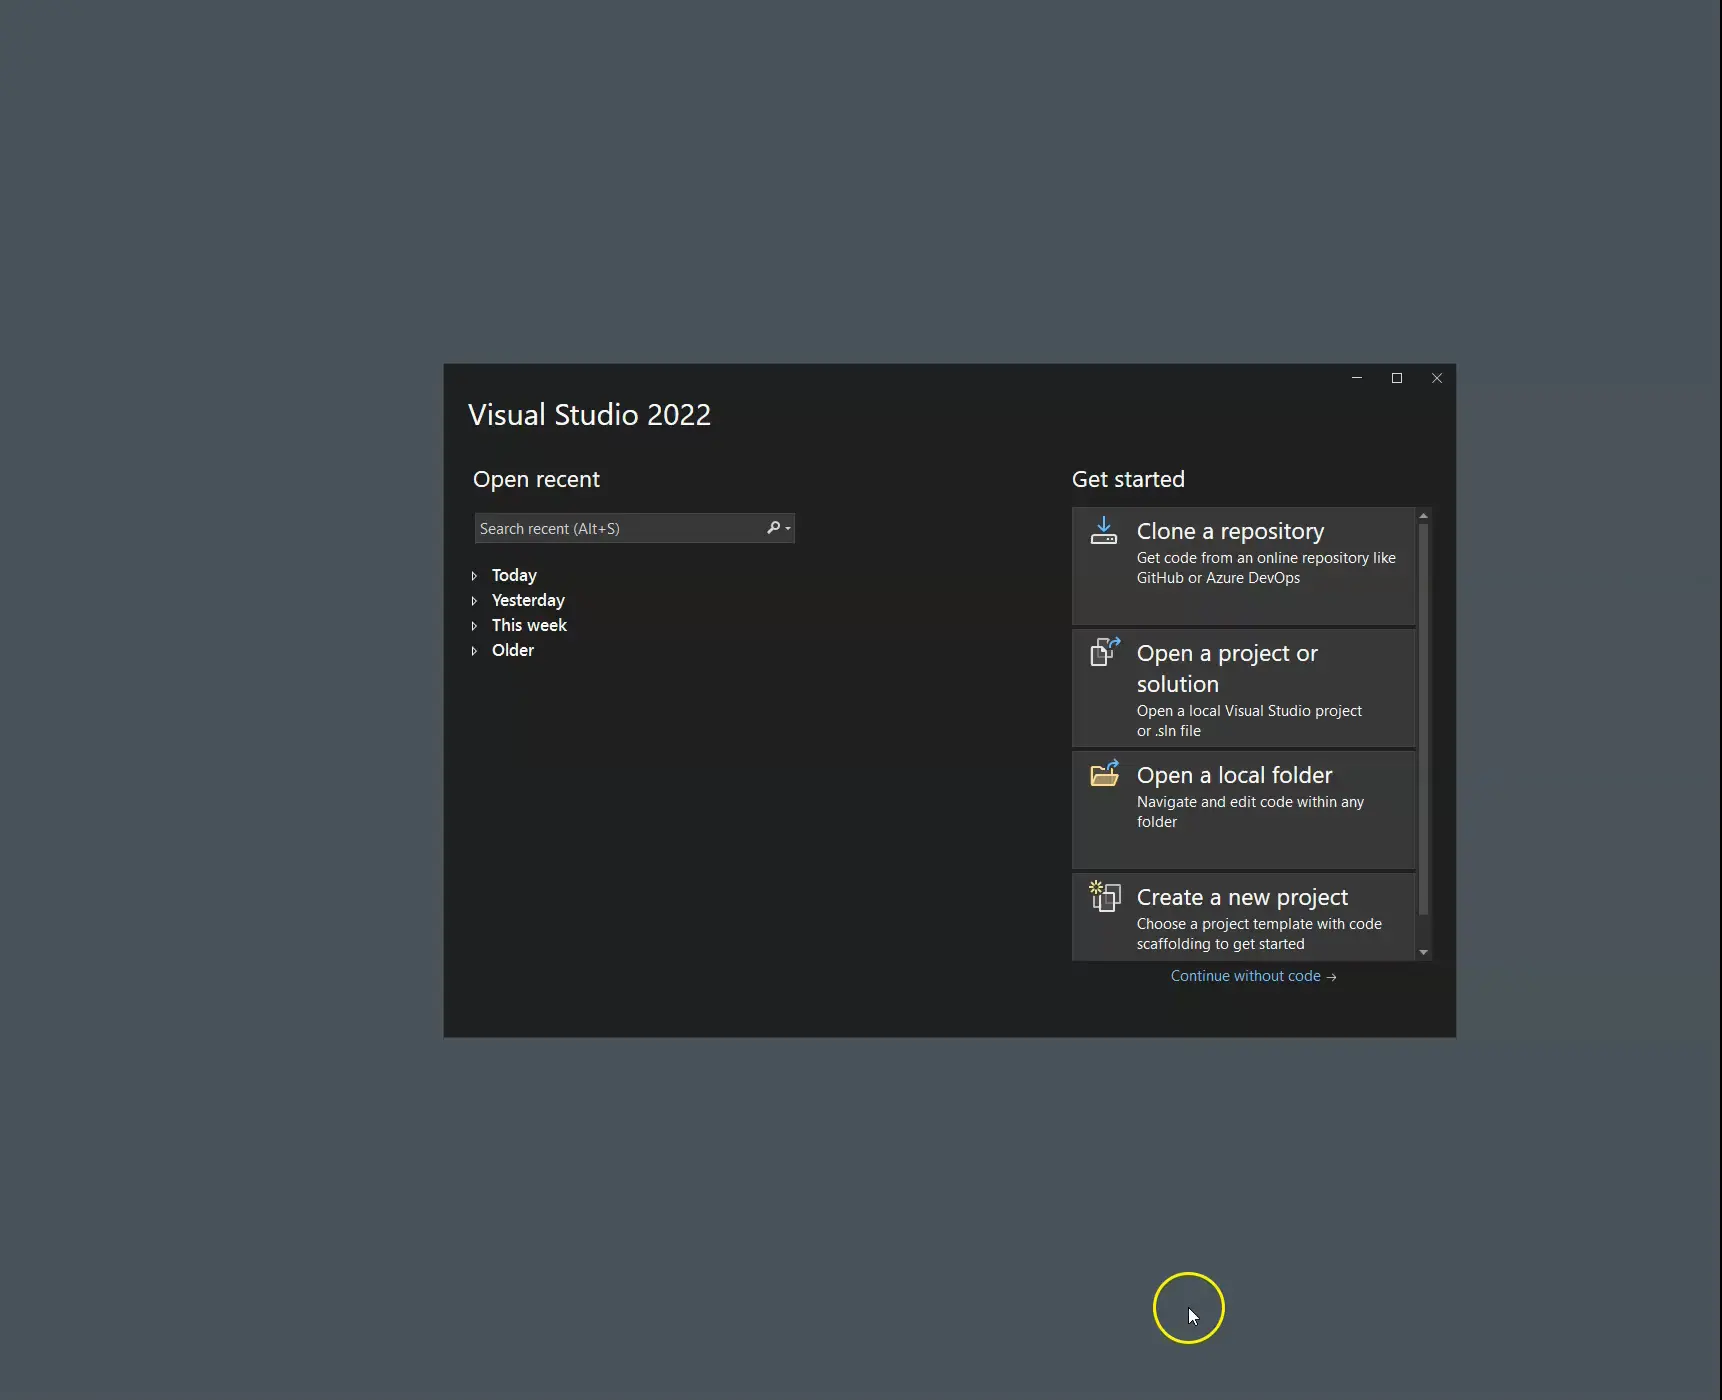 Visual Studio 2022
Open recent
Search recent (Alt+S)
Today
Yesterday
This week
Older
Get started
Clone a repository
Get code from an online repository like
GitHub or Azure DevOps
Open a project or
solution
Open a local Visual Studio project
or .sln file
Open a local folder
Navigate and edit code within any
folder
Create a new project
Choose a project template with code
scaffolding to get started
Continue without code →